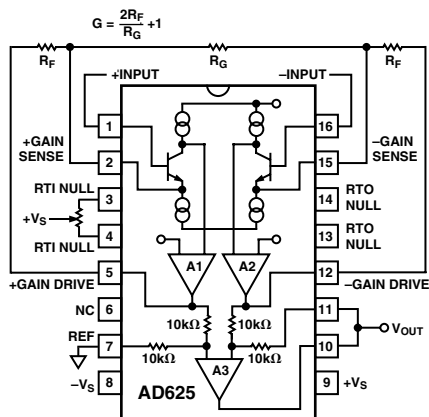 G = 2RF/RG +1
RF
RG
RF
+INPUT
–INPUT
1
16
+GAIN
SENSE
2
15
–GAIN
SENSE
RTI NULL
3
14
RTO
NULL
+VS
RTI NULL
4
13
RTO
NULL
A1
A2
+GAIN DRIVE
5
12
–GAIN DRIVE
NC
6
10kΩ
10kΩ
11
VOUT
REF
7
10kΩ
10kΩ
10
A3
–VS
8
AD625
9
+VS